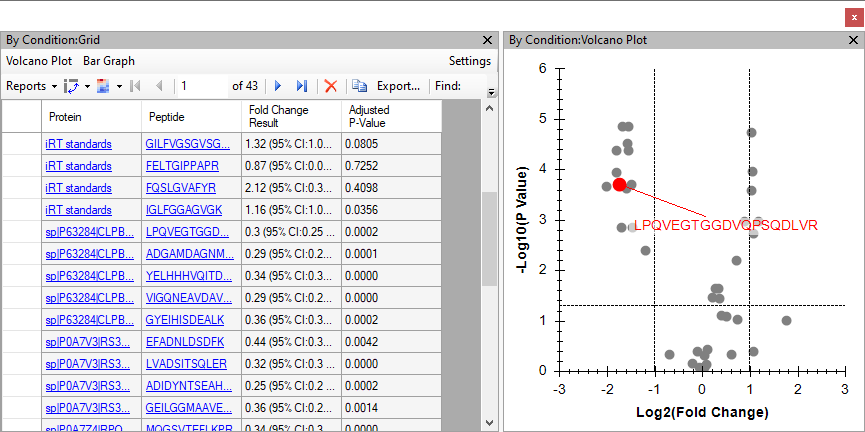 x
By Condition:Grid
Volcano Plot Bar Graph Settings
Reports 1 of 43 Export... Find:
Protein Peptide Fold Change Result Adjusted P-Value
iRT standards GILFVGSGVSG... 1.32 (95% CI:1.0... 0.0805
iRT standards FELTGIPPAPR 0.87 (95% CI:0.0... 0.7252
iRT standards FQSLGVAFYR 2.12 (95% CI:0.3... 0.4098
iRT standards IGLFGGAGVGK 1.16 (95% CI:1.0... 0.0356
sp|P63284|CLPB... LPQVEGTGGD... 0.3 (95% CI:0.25 ... 0.0002
sp|P63284|CLPB... ADGAMDAGNM... 0.29 (95% CI:0.2... 0.0001
sp|P63284|CLPB... YELHHHVQITD... 0.34 (95% CI:0.3... 0.0000
sp|P63284|CLPB... VIGQNEAVDAV... 0.29 (95% CI:0.2... 0.0000
sp|P63284|CLPB... GYEIHISDEALK 0.36 (95% CI:0.3... 0.0002
sp|P0A7V3|RS3... EFADNLDSDFK 0.44 (95% CI:0.3... 0.0042
sp|P0A7V3|RS3... LVADSITSQLER 0.32 (95% CI:0.3... 0.0000
sp|P0A7V3|RS3... ADIDYNTSEAH... 0.25 (95% CI:0.2... 0.0002
sp|P0A7V3|RS3... GEILGGMAAVE... 0.36 (95% CI:0.2... 0.0014
sp|P0A7Z4|RPO... MQGSVTEFLKPR 0.34 (95% CI:0.3... 0.0000
By Condition:Volcano Plot
6
5
4
3
2
1
0
-Log10(P Value)
LPQVEGTGGDVQPSQDLVR
-3 -2 -1 0 1 2 3
Log2(Fold Change)